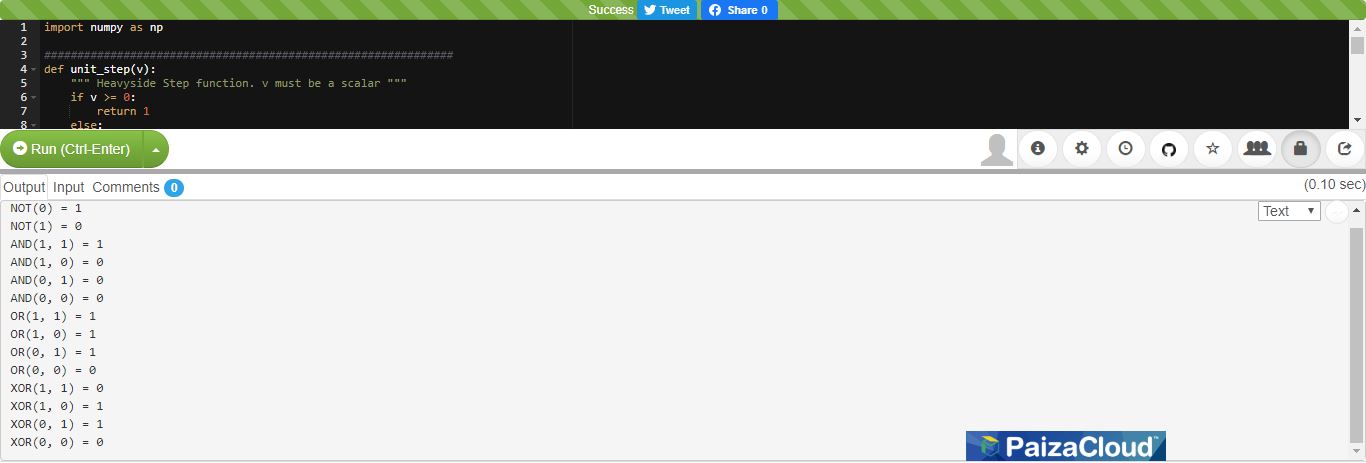 Success Tweet Share 0
1 import numpy as np
2
3 ##############################################################
4 def unit_step(v):
5 """ Heavyside Step function. v must be a scalar """
6 if v >= 0:
7 return 1
8 else:
Run (Ctrl-Enter)
Output Input Comments 0 (0.10 sec)
Text
NOT(0) = 1
NOT(1) = 0
AND(1, 1) = 1
AND(1, 0) = 0
AND(0, 1) = 0
AND(0, 0) = 0
OR(1, 1) = 1
OR(1, 0) = 1
OR(0, 1) = 1
OR(0, 0) = 0
XOR(1, 1) = 0
XOR(1, 0) = 1
XOR(0, 1) = 1
XOR(0, 0) = 0
PaizaCloud™